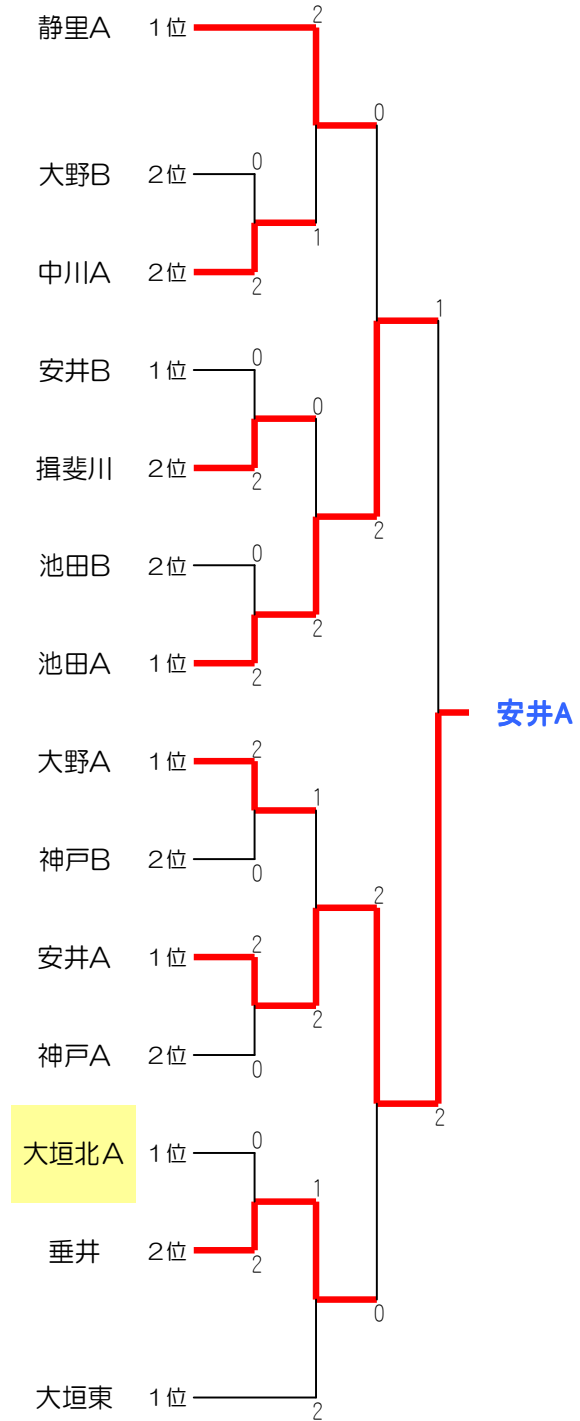 静里A 1位 2
0
大野B 2位 0
中川A 2位 2 1
1
安井B 1位 0
0
揖斐川 2位 2
2
池田B 2位 0
池田A 1位 2 2
安井A
大野A 1位 2
1
神戸B 2位 0
2
安井A 1位 2
2
神戸A 2位 0
2
大垣北A 1位 0
1
垂井 2位 2
0
大垣東 1位 2